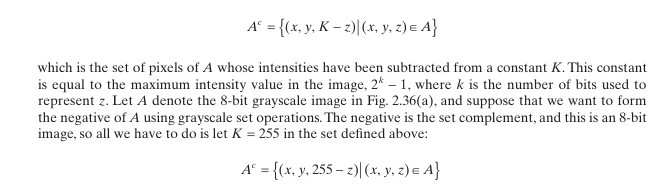 Aᶜ = {(x, y, K − z)|(x, y, z) ∈ A}
which is the set of pixels of A whose intensities have been subtracted from a constant K. This constant
is equal to the maximum intensity value in the image, 2ᵏ − 1, where k is the number of bits used to
represent z. Let A denote the 8-bit grayscale image in Fig. 2.36(a), and suppose that we want to form
the negative of A using grayscale set operations. The negative is the set complement, and this is an 8-bit
image, so all we have to do is let K = 255 in the set defined above:
Aᶜ = {(x, y, 255 − z)|(x, y, z) ∈ A}